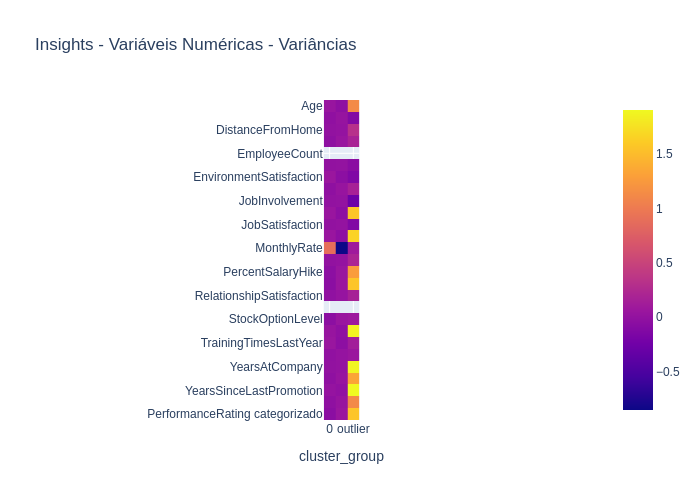 Insights - Variáveis Numéricas - Variâncias
Age
DistanceFromHome
EmployeeCount
EnvironmentSatisfaction
JobInvolvement
JobSatisfaction
MonthlyRate
PercentSalaryHike
RelationshipSatisfaction
StockOptionLevel
TrainingTimesLastYear
YearsAtCompany
YearsSinceLastPromotion
PerformanceRating categorizado
0 outlier
cluster_group
1.5
1
0.5
0
−0.5